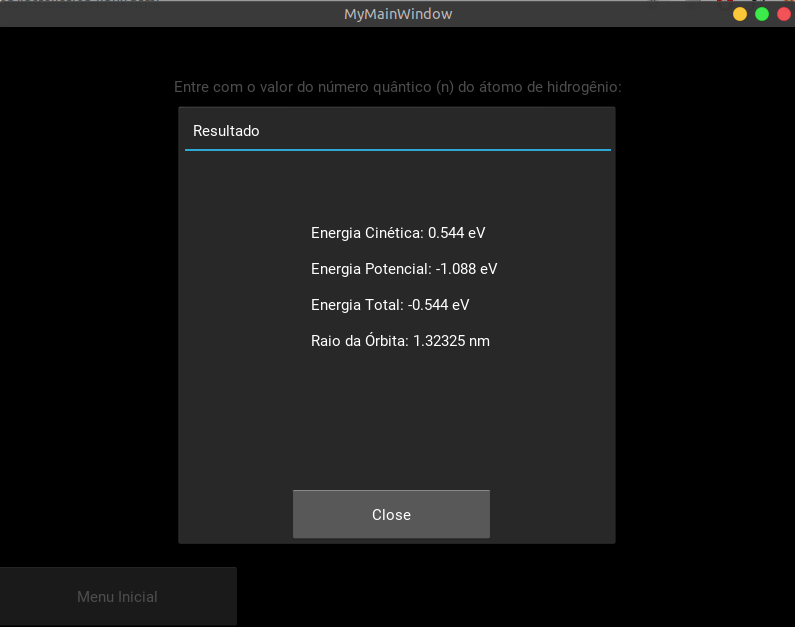 MyMainWindow
Entre com o valor do número quântico (n) do átomo de hidrogênio:
Resultado
Energia Cinética: 0.544 eV
Energia Potencial: -1.088 eV
Energia Total: -0.544 eV
Raio da Órbita: 1.32325 nm
Close
Menu Inicial